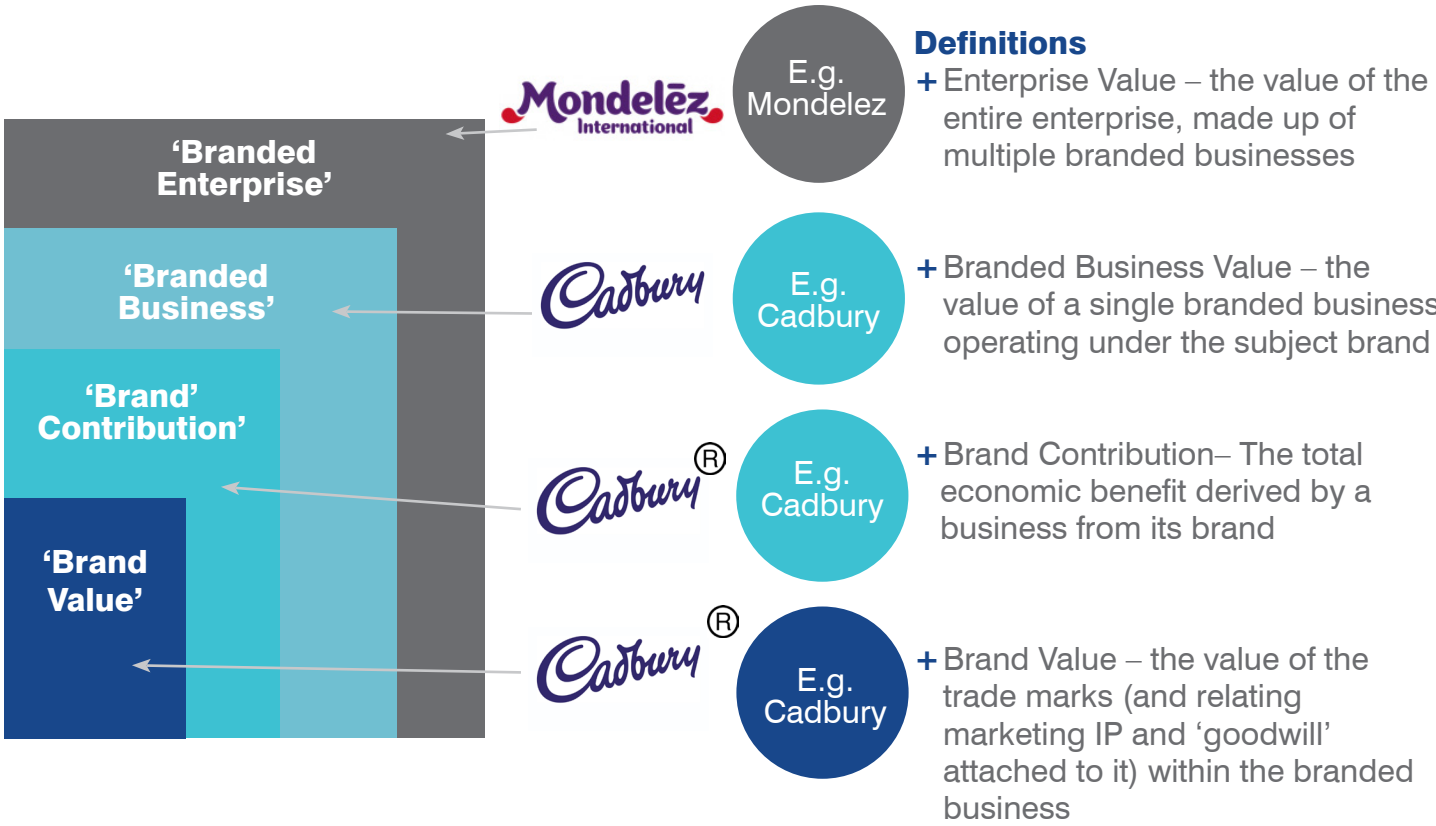 ‘Branded
Enterprise’
‘Branded
Business’
‘Brand’
Contribution’
‘Brand
Value’
Mondelēz
International
Cadbury
Cadbury
®
Cadbury
®
E.g.
Mondelez
E.g.
Cadbury
E.g.
Cadbury
E.g.
Cadbury
Definitions
+ Enterprise Value – the value of the
entire enterprise, made up of
multiple branded businesses
+ Branded Business Value – the
value of a single branded business
operating under the subject brand
+ Brand Contribution– The total
economic benefit derived by a
business from its brand
+ Brand Value – the value of the
trade marks (and relating
marketing IP and ‘goodwill’
attached to it) within the branded
business